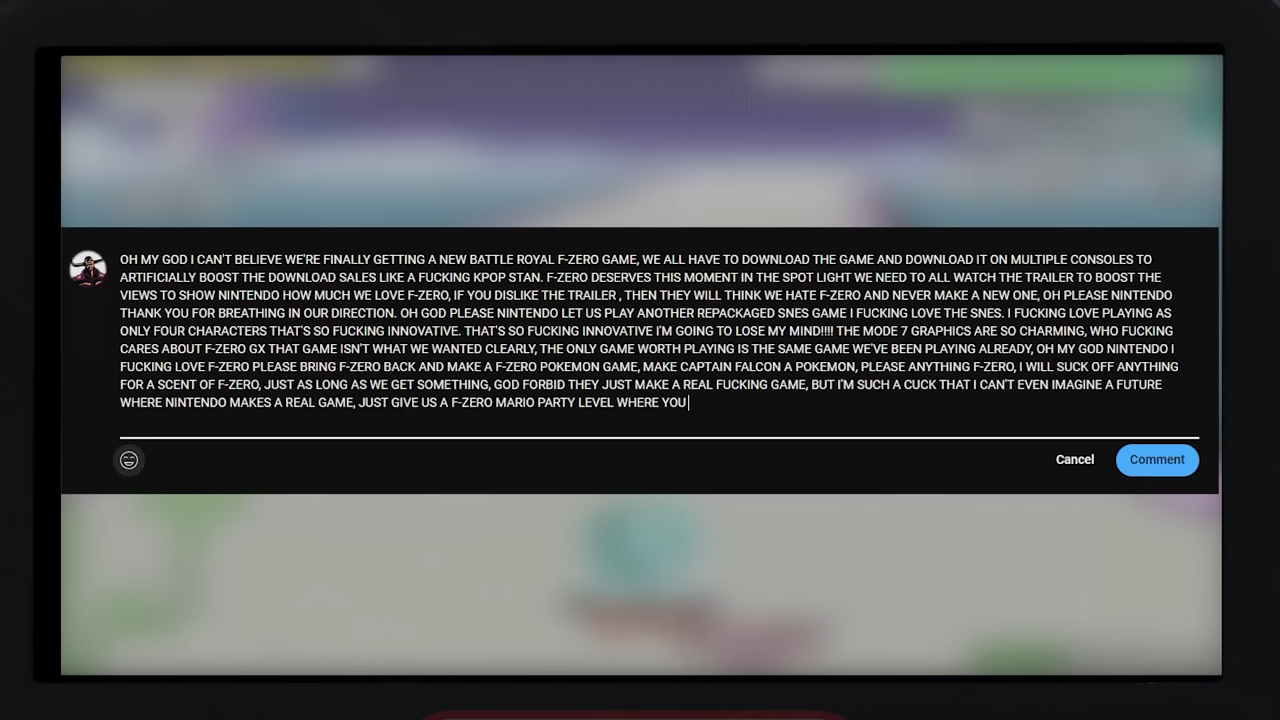 OH MY GOD I CAN'T BELIEVE WE'RE FINALLY GETTING A NEW BATTLE ROYAL F-ZERO GAME, WE ALL HAVE TO DOWNLOAD THE GAME AND DOWNLOAD IT ON MULTIPLE CONSOLES TO
ARTIFICIALLY BOOST THE DOWNLOAD SALES LIKE A FUCKING KPOP STAN. F-ZERO DESERVES THIS MOMENT IN THE SPOT LIGHT WE NEED TO ALL WATCH THE TRAILER TO BOOST THE
VIEWS TO SHOW NINTENDO HOW MUCH WE LOVE F-ZERO, IF YOU DISLIKE THE TRAILER , THEN THEY WILL THINK WE HATE F-ZERO AND NEVER MAKE A NEW ONE, OH PLEASE NINTENDO
THANK YOU FOR BREATHING IN OUR DIRECTION. OH GOD PLEASE NINTENDO LET US PLAY ANOTHER REPACKAGED SNES GAME I FUCKING LOVE THE SNES. I FUCKING LOVE PLAYING AS
ONLY FOUR CHARACTERS THAT'S SO FUCKING INNOVATIVE. THAT'S SO FUCKING INNOVATIVE I'M GOING TO LOSE MY MIND!!!! THE MODE 7 GRAPHICS ARE SO CHARMING, WHO FUCKING
CARES ABOUT F-ZERO GX THAT GAME ISN'T WHAT WE WANTED CLEARLY, THE ONLY GAME WORTH PLAYING IS THE SAME GAME WE'VE BEEN PLAYING ALREADY, OH MY GOD NINTENDO I
FUCKING LOVE F-ZERO PLEASE BRING F-ZERO BACK AND MAKE A F-ZERO POKEMON GAME, MAKE CAPTAIN FALCON A POKEMON, PLEASE ANYTHING F-ZERO, I WILL SUCK OFF ANYTHING
FOR A SCENT OF F-ZERO, JUST AS LONG AS WE GET SOMETHING, GOD FORBID THEY JUST MAKE A REAL FUCKING GAME, BUT I'M SUCH A CUCK THAT I CAN'T EVEN IMAGINE A FUTURE
WHERE NINTENDO MAKES A REAL GAME, JUST GIVE US A F-ZERO MARIO PARTY LEVEL WHERE YOU
Cancel Comment